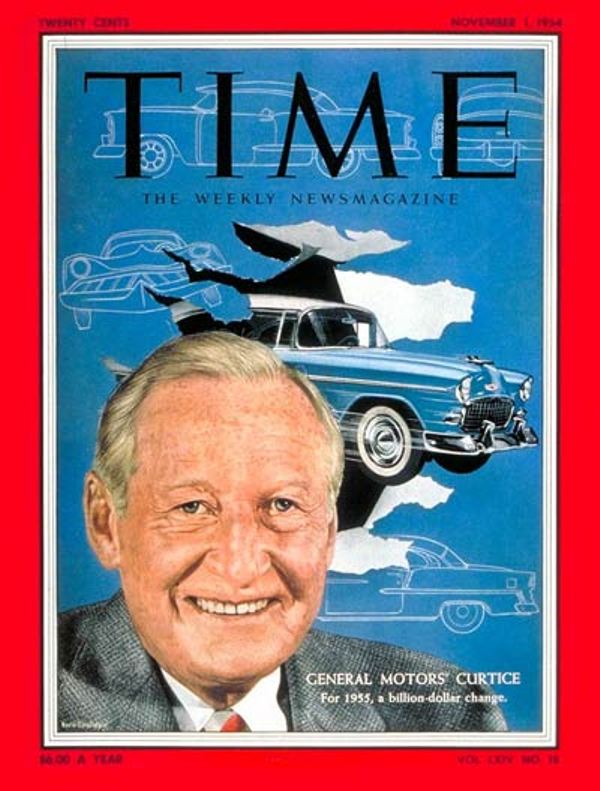 TWENTY CENTS
NOVEMBER 1, 1954
TIME
THE WEEKLY NEWSMAGAZINE
GENERAL MOTORS' CURTICE
For 1955, a billion-dollar change.
$6.00 A YEAR
VOL. LXIV NO. 18